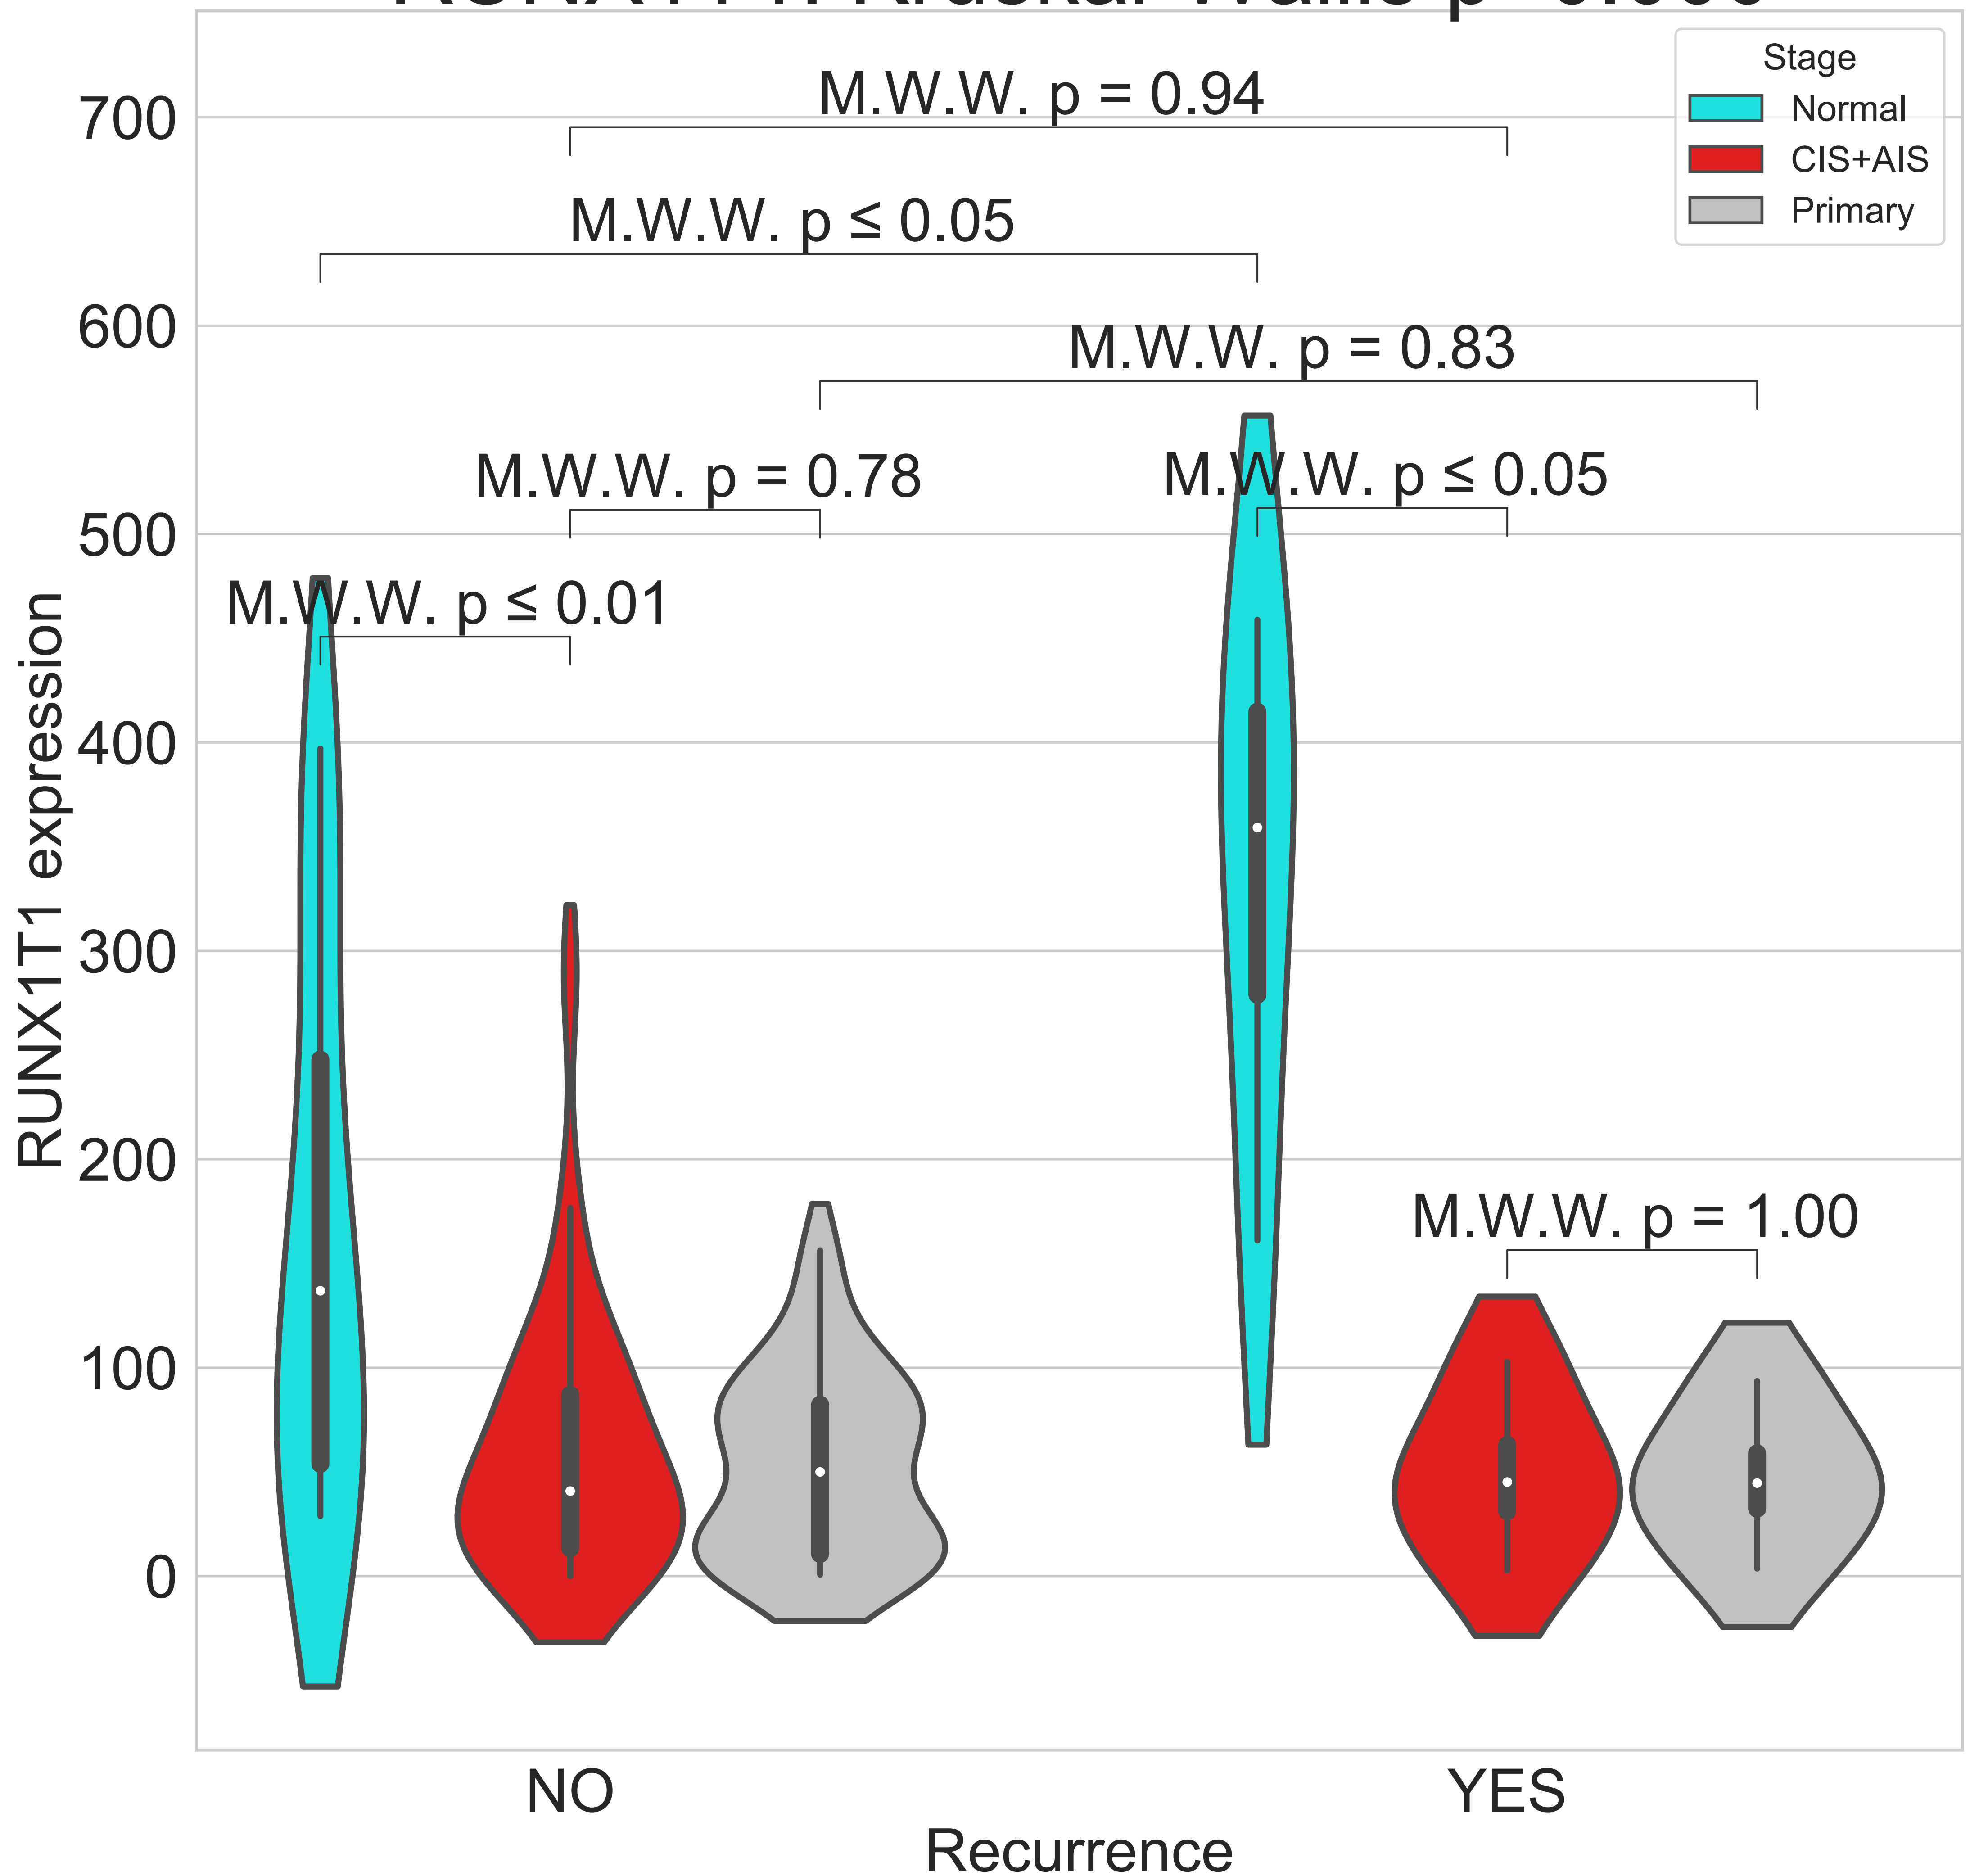 Stage
Normal
CIS+AIS
Primary
M.W.W. p = 0.94
M.W.W. p ≤ 0.05
M.W.W. p = 0.83
M.W.W. p = 0.78
M.W.W. p ≤ 0.05
M.W.W. p ≤ 0.01
M.W.W. p = 1.00
700
600
500
400
300
200
100
0
RUNX1T1 expression
NO
YES
Recurrence